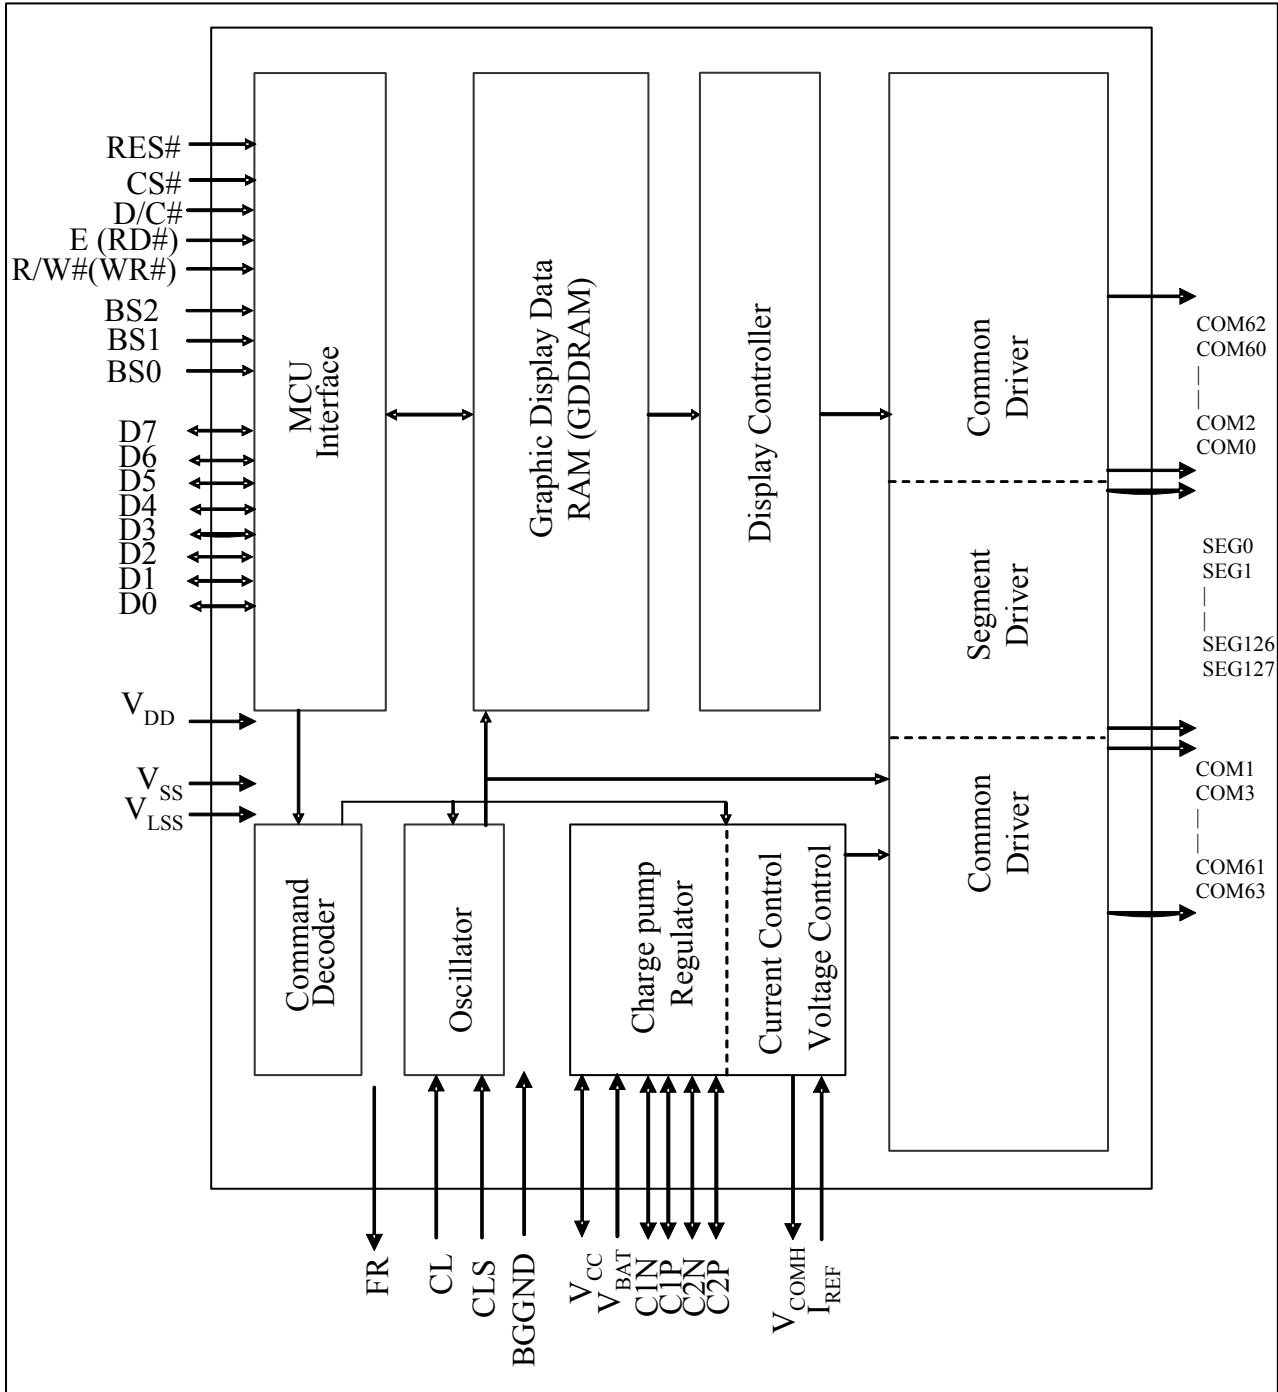 RES#
CS#
D/C#
E (RD#)
R/W#(WR#)
BS2
BS1
BS0
D7
D6
D5
D4
D3
D2
D1
D0
VDD
VSS
VLSS
MCU
Interface
Graphic Display Data
RAM (GDDRAM)
Display Controller
Common
Driver
Segment
Driver
Common
Driver
COM62
COM60
|
|
COM2
COM0
SEG0
SEG1
|
|
SEG126
SEG127
COM1
COM3
|
|
COM61
COM63
Command
Decoder
Oscillator
Charge pump
Regulator
Current Control
Voltage Control
FR
CL
CLS
BGGND
VCC
VBAT
C1N
C1P
C2N
C2P
VCOMH
IREF